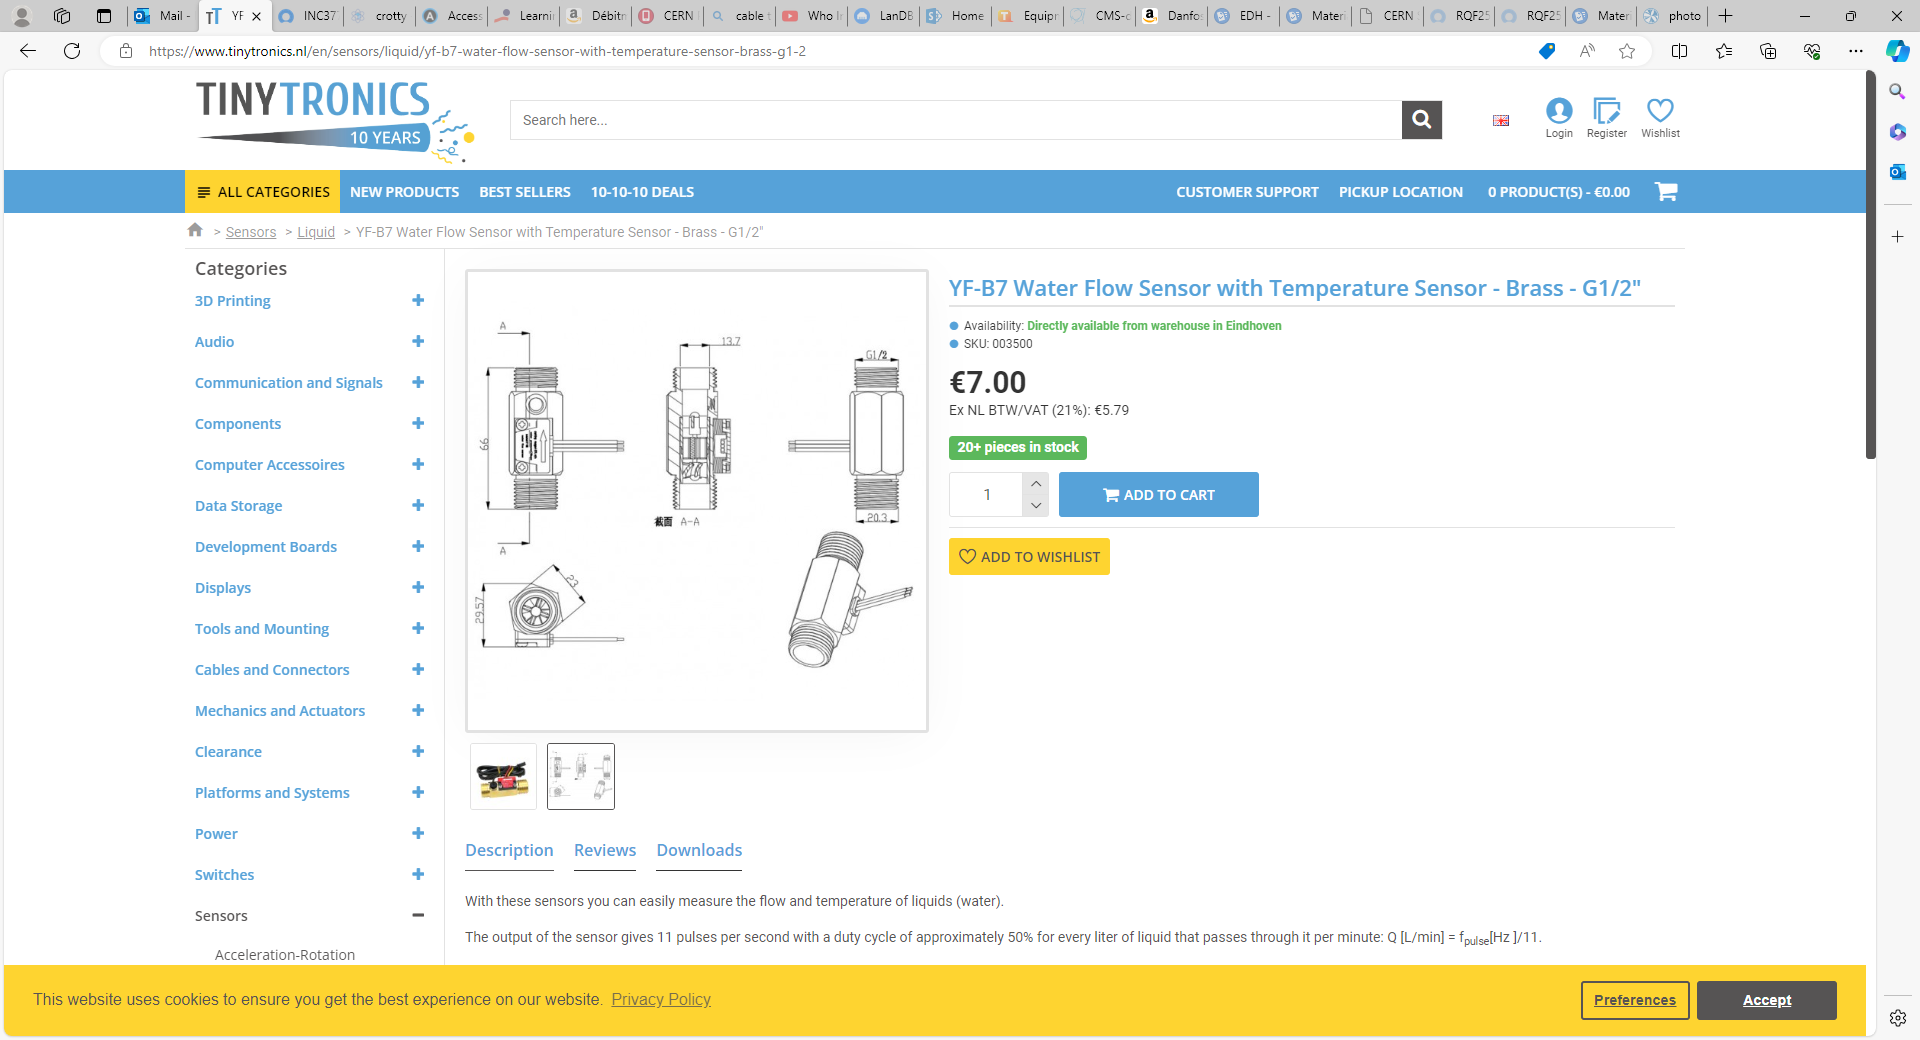 Mail -
YF
INC37
crotty
Access
Learnin
Débitm
CERN
cable t
Who In
LanDB
Home
Equipm
CMS-d
Danfos
EDH -
Materi
CERN
RQF25
RQF25
Materi
photo
https://www.tinytronics.nl/en/sensors/liquid/yf-b7-water-flow-sensor-with-temperature-sensor-brass-g1-2
TINYTRONICS
10 YEARS
Search here...
Login
Register
Wishlist
ALL CATEGORIES
NEW PRODUCTS
BEST SELLERS
10-10-10 DEALS
CUSTOMER SUPPORT
PICKUP LOCATION
0 PRODUCT(S) - €0.00
> Sensors > Liquid > YF-B7 Water Flow Sensor with Temperature Sensor - Brass - G1/2"
Categories
3D Printing
Audio
Communication and Signals
Components
Computer Accessoires
Data Storage
Development Boards
Displays
Tools and Mounting
Cables and Connectors
Mechanics and Actuators
Clearance
Platforms and Systems
Power
Switches
Sensors
Acceleration-Rotation
A
13.7
G1/2
66
截面 A-A
20.3
A
23
29.57
YF-B7 Water Flow Sensor with Temperature Sensor - Brass - G1/2"
Availability: Directly available from warehouse in Eindhoven
SKU: 003500
€7.00
Ex NL BTW/VAT (21%): €5.79
20+ pieces in stock
1
ADD TO CART
ADD TO WISHLIST
Description
Reviews
Downloads
With these sensors you can easily measure the flow and temperature of liquids (water).
The output of the sensor gives 11 pulses per second with a duty cycle of approximately 50% for every liter of liquid that passes through it per minute: Q [L/min] = fpulse[Hz ]/11.
This website uses cookies to ensure you get the best experience on our website. Privacy Policy
Preferences
Accept